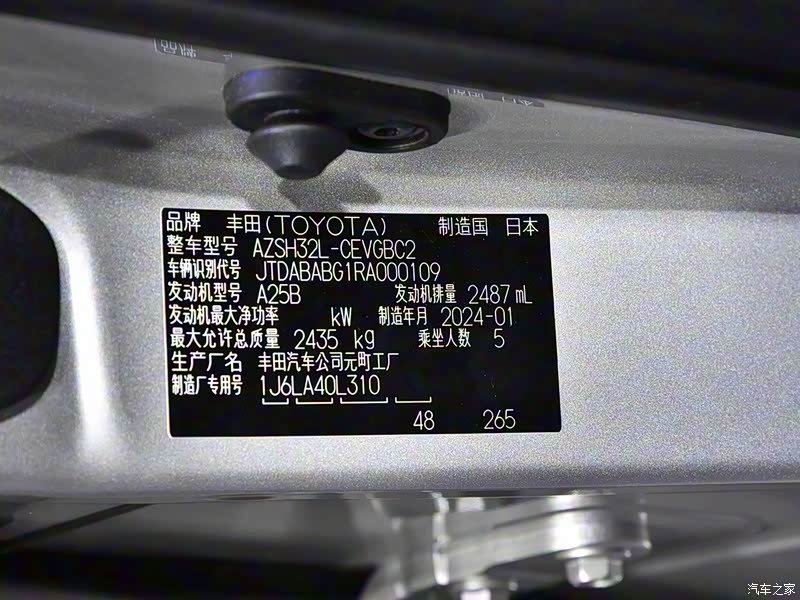 品牌 丰田(TOYOTA) 制造国 日本
整车型号 AZSH32L-CEVGBC2
车辆识别代号 JTDABABG1RA000109
发动机型号 A25B 发动机排量 2487 mL
发动机最大净功率 kW 制造年月 2024-01
最大允许总质量 2435 kg 乘坐人数 5
生产厂名 丰田汽车公司元町工厂
制造厂专用号 1J6LA40L310
48 265
汽车之家